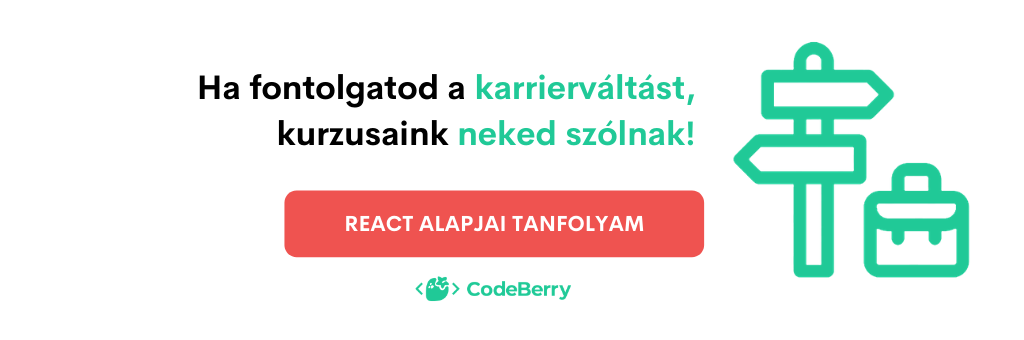 Ha fontolgatod a karrierváltást,
kurzusaink neked szólnak!
REACT ALAPJAI TANFOLYAM
CodeBerry